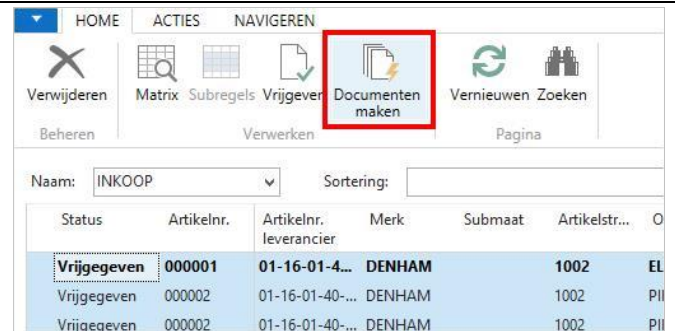 HOME ACTIES NAVIGEREN
Verwijderen Matrix Subregels Vrijgeven Documenten maken Vernieuwen Zoeken
Beheren Verwerken Pagina
Naam: INKOOP Sortering:
Status Artikelnr. Artikelnr. leverancier Merk Submaat Artikelstr... O
Vrijgegeven 000001 01-16-01-4... DENHAM 1002 EL
Vrijgegeven 000002 01-16-01-40-... DENHAM 1002 PII
Vrijgegeven 000002 01-16-01-40-... DENHAM 1002 PII